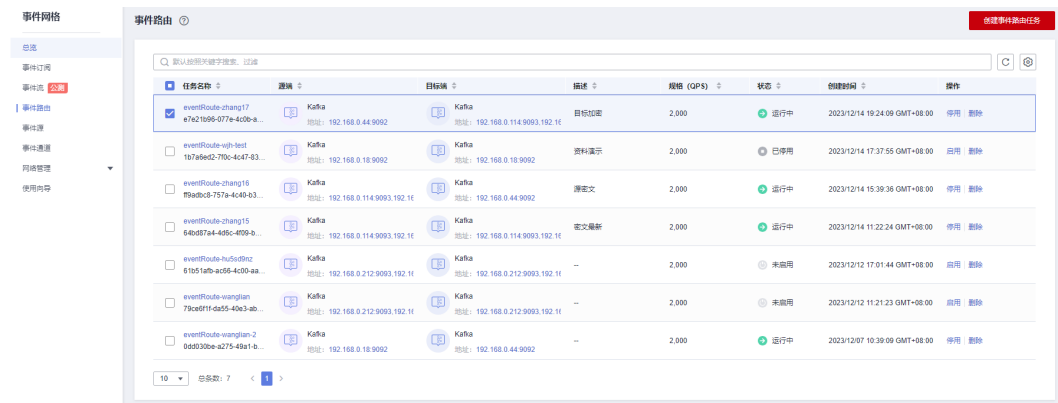 事件网格
总览
事件订阅
事件流 公测
事件路由
事件源
事件通道
网络管理
使用向导
事件路由
创建事件路由任务
默认按照关键字搜索、过滤
任务名称 源端 目标端 描述 规格 (QPS) 状态 创建时间 操作
eventRoute-zhang17 Kafka Kafka 目标加密 2,000 运行中 2023/12/14 19:24:09 GMT+08:00 停用 删除
e7e21b96-077e-4c0b-a... 地址: 192.168.0.44:9092 地址: 192.168.0.114:9093,192.16
eventRoute-wjh-test Kafka Kafka 资料演示 2,000 已停用 2023/12/14 17:37:55 GMT+08:00 启用 删除
1b7a6ed2-7f0c-4c47-83... 地址: 192.168.0.18:9092 地址: 192.168.0.18:9092
eventRoute-zhang16 Kafka Kafka 源密文 2,000 运行中 2023/12/14 15:39:36 GMT+08:00 停用 删除
ff9adbc8-757a-4c40-b3... 地址: 192.168.0.114:9093,192.16 地址: 192.168.0.44:9092
eventRoute-zhang15 Kafka Kafka 密文最新 2,000 运行中 2023/12/14 11:22:24 GMT+08:00 停用 删除
64bd87a4-4d6c-4f09-b... 地址: 192.168.0.114:9093,192.16 地址: 192.168.0.114:9093,192.16
eventRoute-hu5sd9nz Kafka Kafka -- 2,000 未启用 2023/12/12 17:01:44 GMT+08:00 启用 删除
61b51afb-ac66-4c00-aa... 地址: 192.168.0.212:9093,192.16 地址: 192.168.0.212:9093,192.16
eventRoute-wanglian Kafka Kafka -- 2,000 未启用 2023/12/12 11:21:23 GMT+08:00 启用 删除
79ce6f1f-da55-40e3-ab... 地址: 192.168.0.212:9093,192.16 地址: 192.168.0.212:9093,192.16
eventRoute-wanglian-2 Kafka Kafka -- 2,000 运行中 2023/12/07 10:39:09 GMT+08:00 停用 删除
0dd030be-a275-49a1-b... 地址: 192.168.0.18:9092 地址: 192.168.0.44:9092
10 总条数: 7 < 1 >